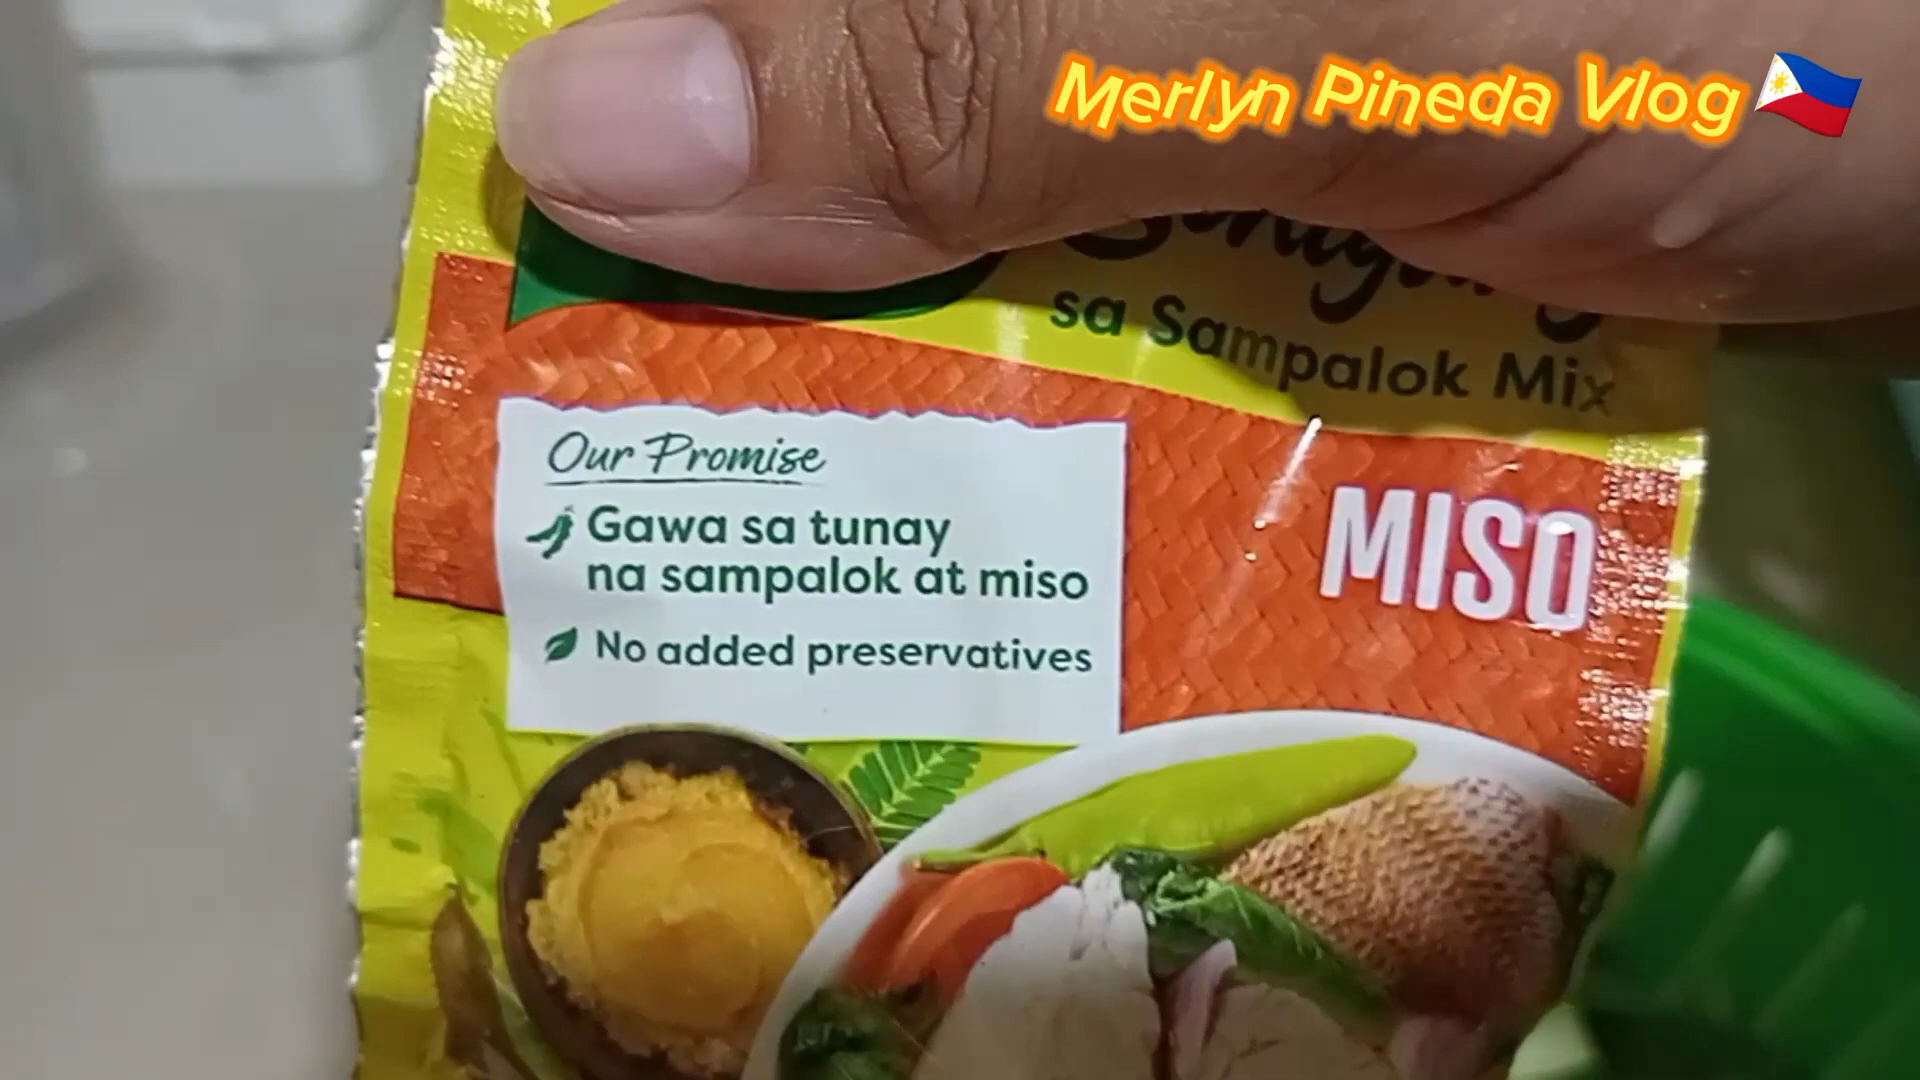 Merlyn Pineda Vlog
sa Sampalok Mix
Our Promise
Gawa sa tunay
na sampalok at miso
No added preservatives
MISO